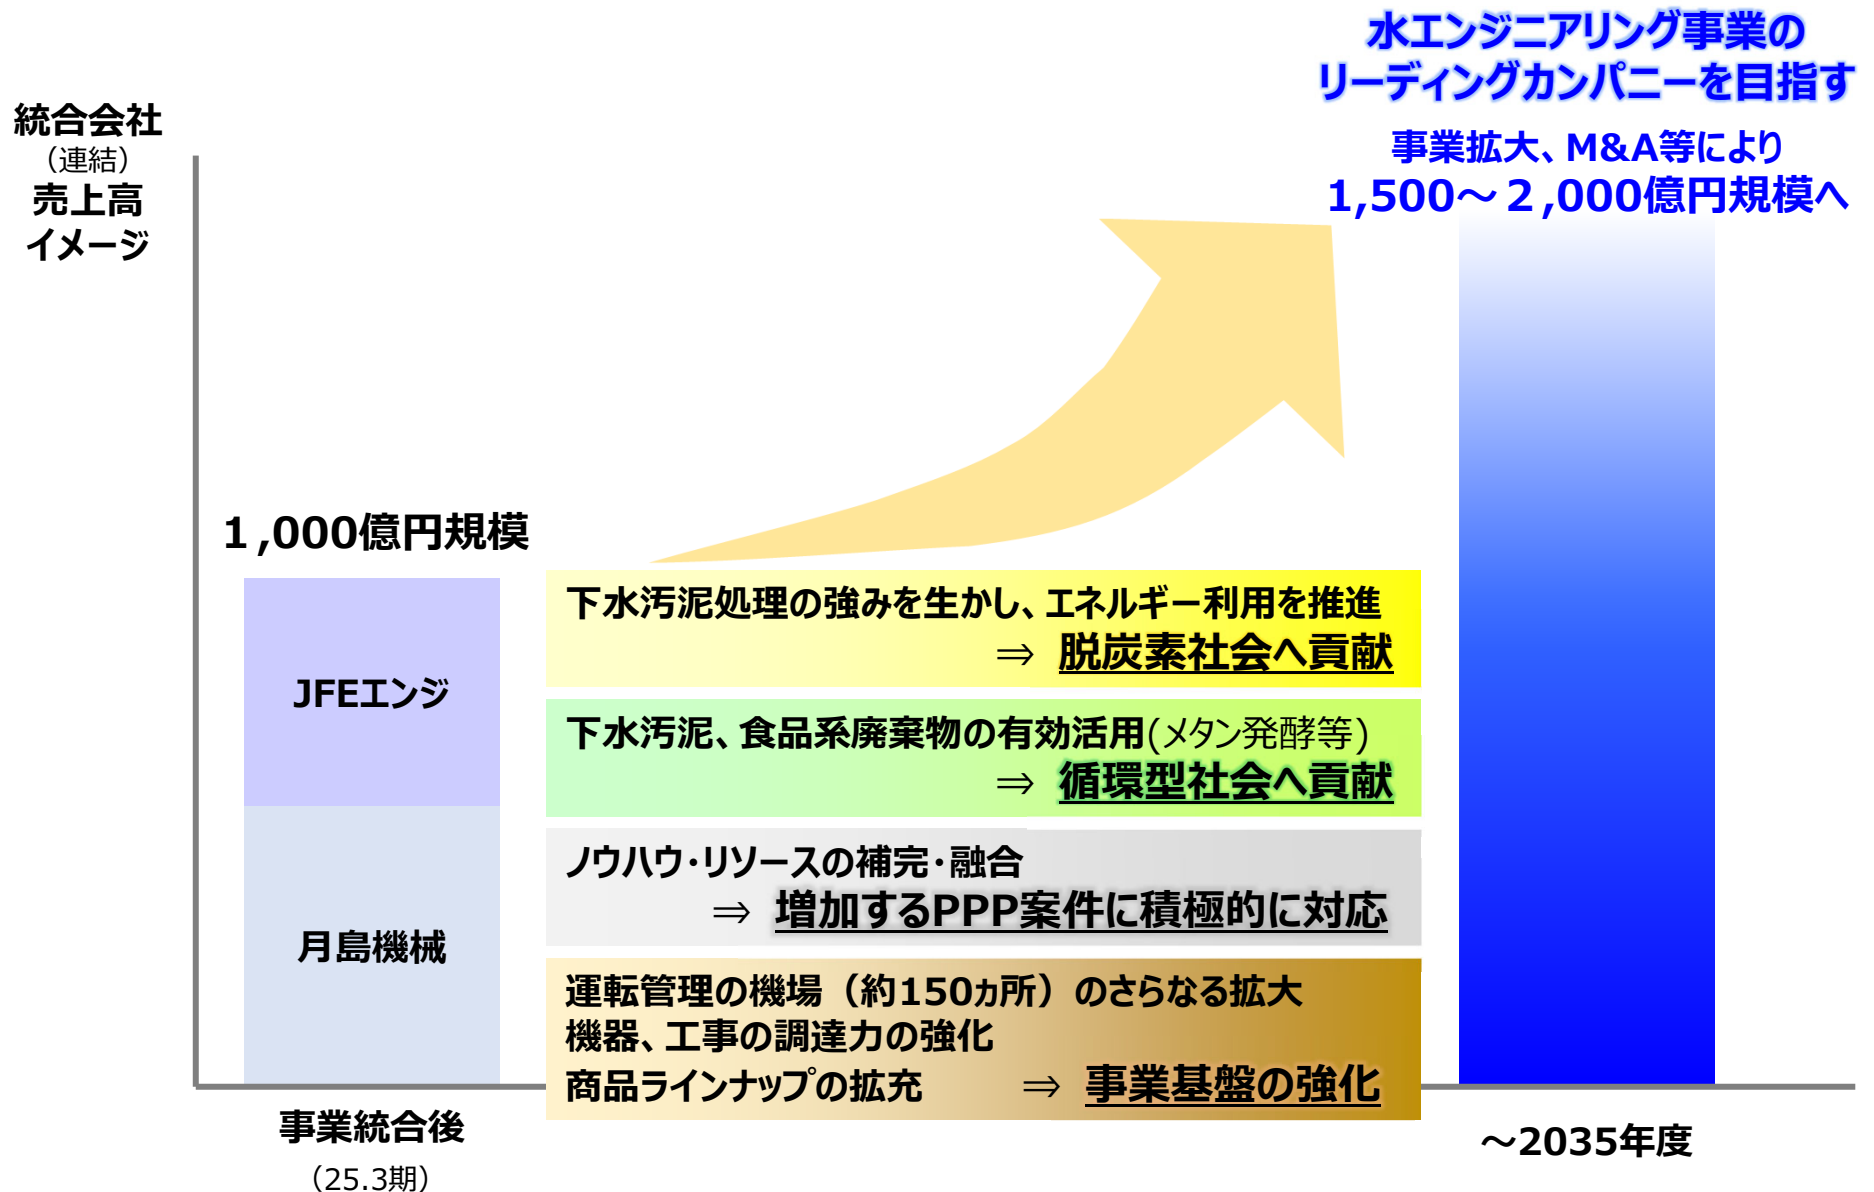 水エンジニアリング事業の
リーディングカンパニーを目指す
事業拡大、M&A等により
1,500～２,000億円規模へ
統合会社
（連結）
売上高
イメージ
１,000億円規模
JFEエンジ
月島機械
下水汚泥処理の強みを生かし、エネルギー利用を推進
⇒ 脱炭素社会へ貢献
下水汚泥、食品系廃棄物の有効活用(メタン発酵等)
⇒ 循環型社会へ貢献
ノウハウ・リソースの補完・融合
⇒ 増加するPPP案件に積極的に対応
運転管理の機場（約150ヵ所）のさらなる拡大
機器、工事の調達力の強化
商品ラインナップの拡充 ⇒ 事業基盤の強化
事業統合後
（25.3期）
～2035年度